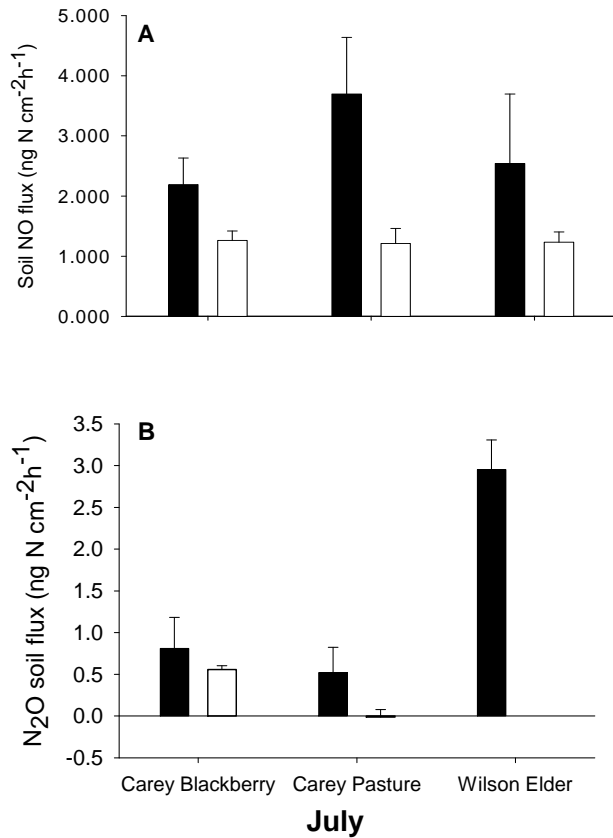 A
Soil NO flux (ng N cm⁻²h⁻¹)
5.000
4.000
3.000
2.000
1.000
0.000
B
N₂O soil flux (ng N cm⁻²h⁻¹)
3.5
3.0
2.5
2.0
1.5
1.0
0.5
0.0
-0.5
Carey Blackberry Carey Pasture Wilson Elder
July